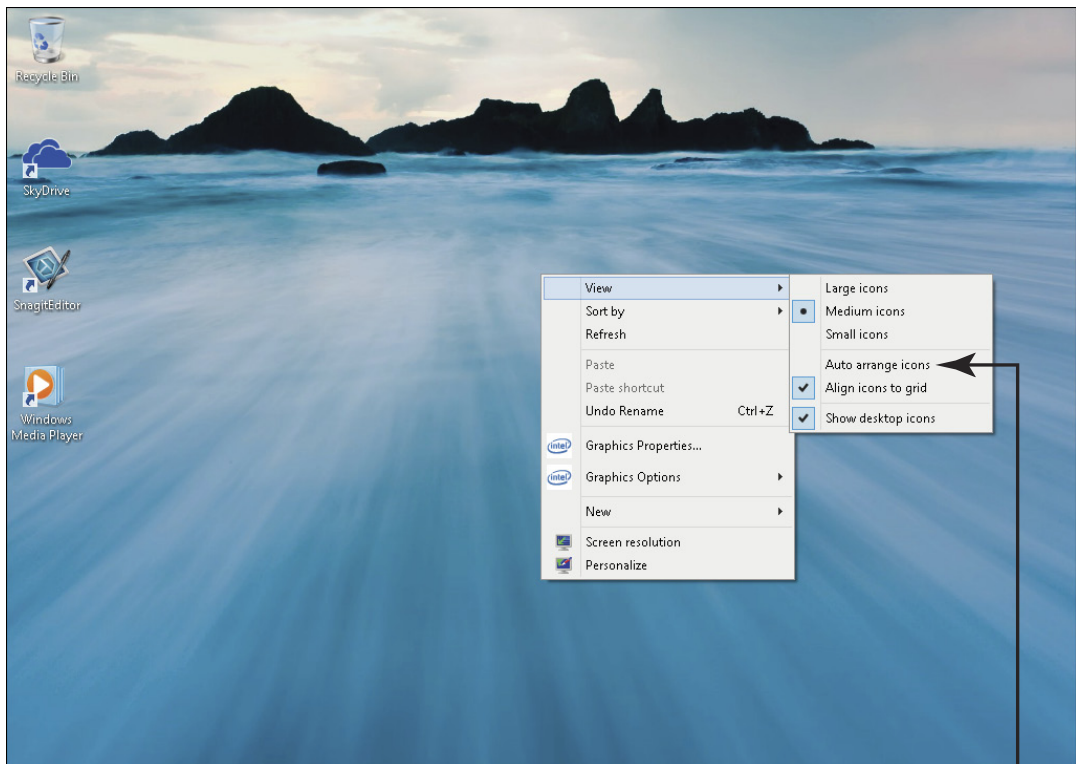 Recycle Bin
SkyDrive
SnagitEditor
Windows
Media Player
View
Sort by
Refresh
Paste
Paste shortcut
Undo Rename Ctrl+Z
intel Graphics Properties...
intel Graphics Options
New
Screen resolution
Personalize
Large icons
Medium icons
Small icons
Auto arrange icons
Align icons to grid
Show desktop icons